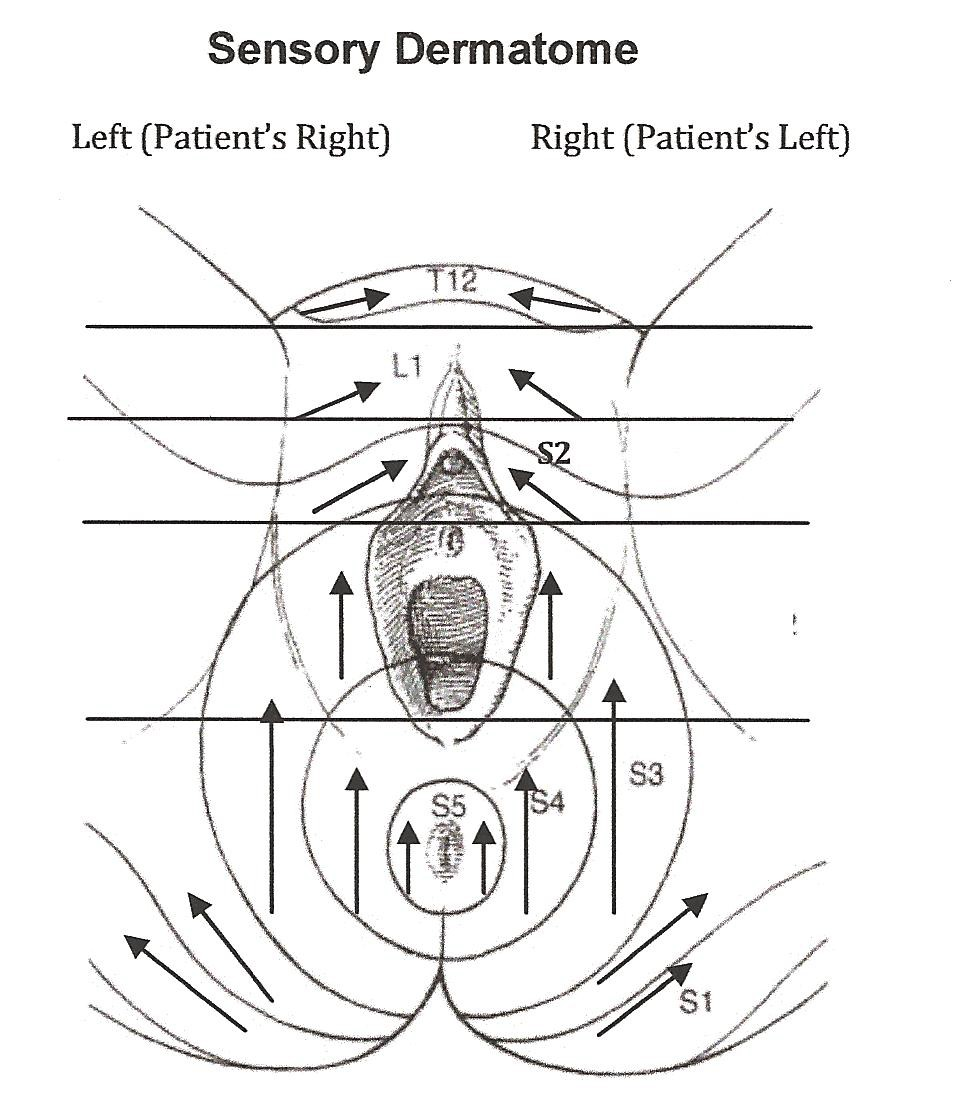 Sensory Dermatome
Left (Patient's Right)
Right (Patient's Left)
T12
L1
S2
S3
S4
S5
S1